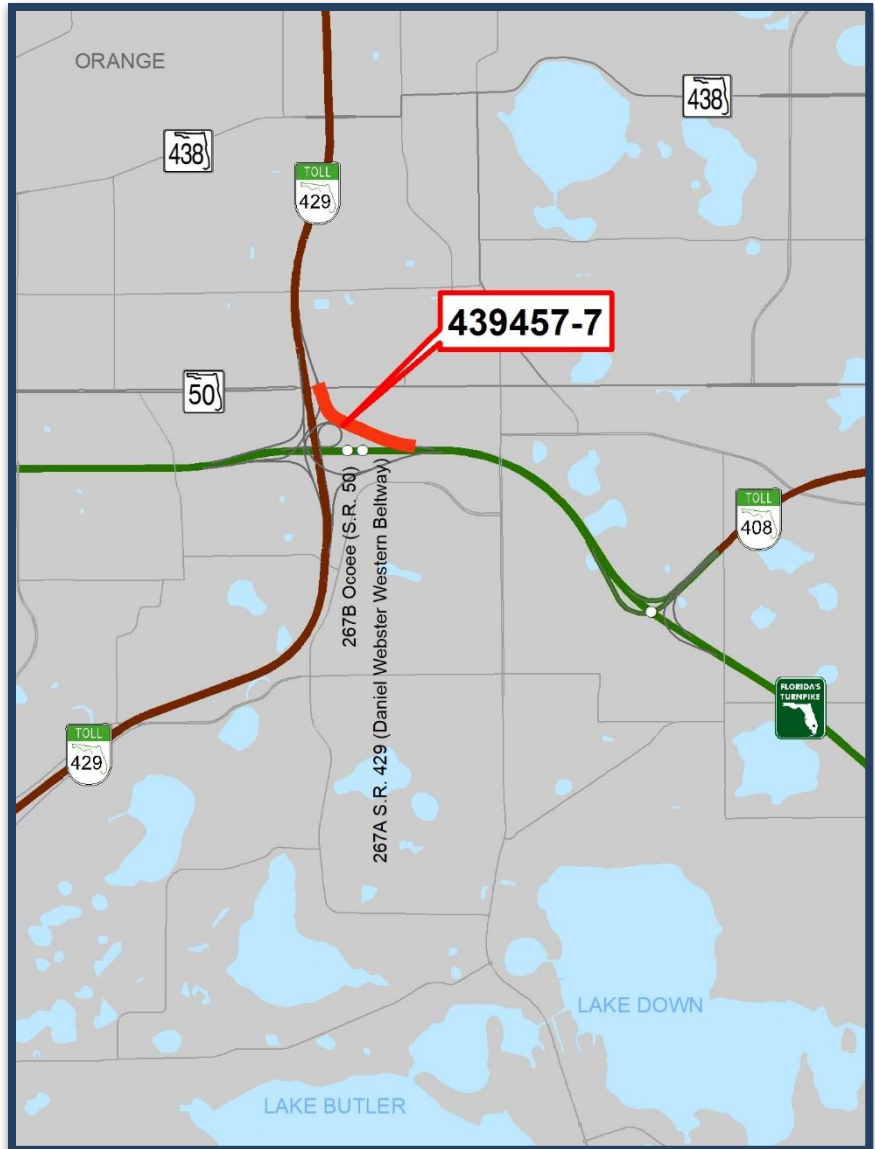 ORANGE
438
438
TOLL
429
439457-7
50
267B Ocoee (S.R. 50)
267A S.R. 429 (Daniel Webster Western Beltway)
TOLL
408
FLORIDA'S
TURNPIKE
TOLL
429
LAKE DOWN
LAKE BUTLER